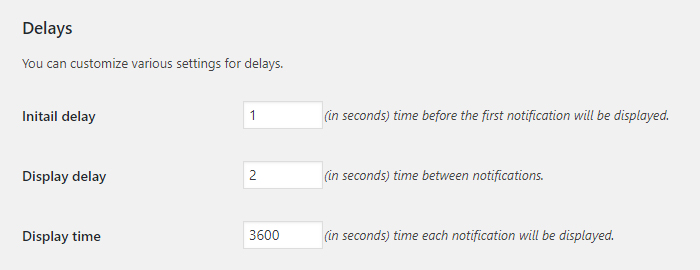 Delays
You can customize various settings for delays.
Initail delay 1 (in seconds) time before the first notification will be displayed.
Display delay 2 (in seconds) time between notifications.
Display time 3600 (in seconds) time each notification will be displayed.